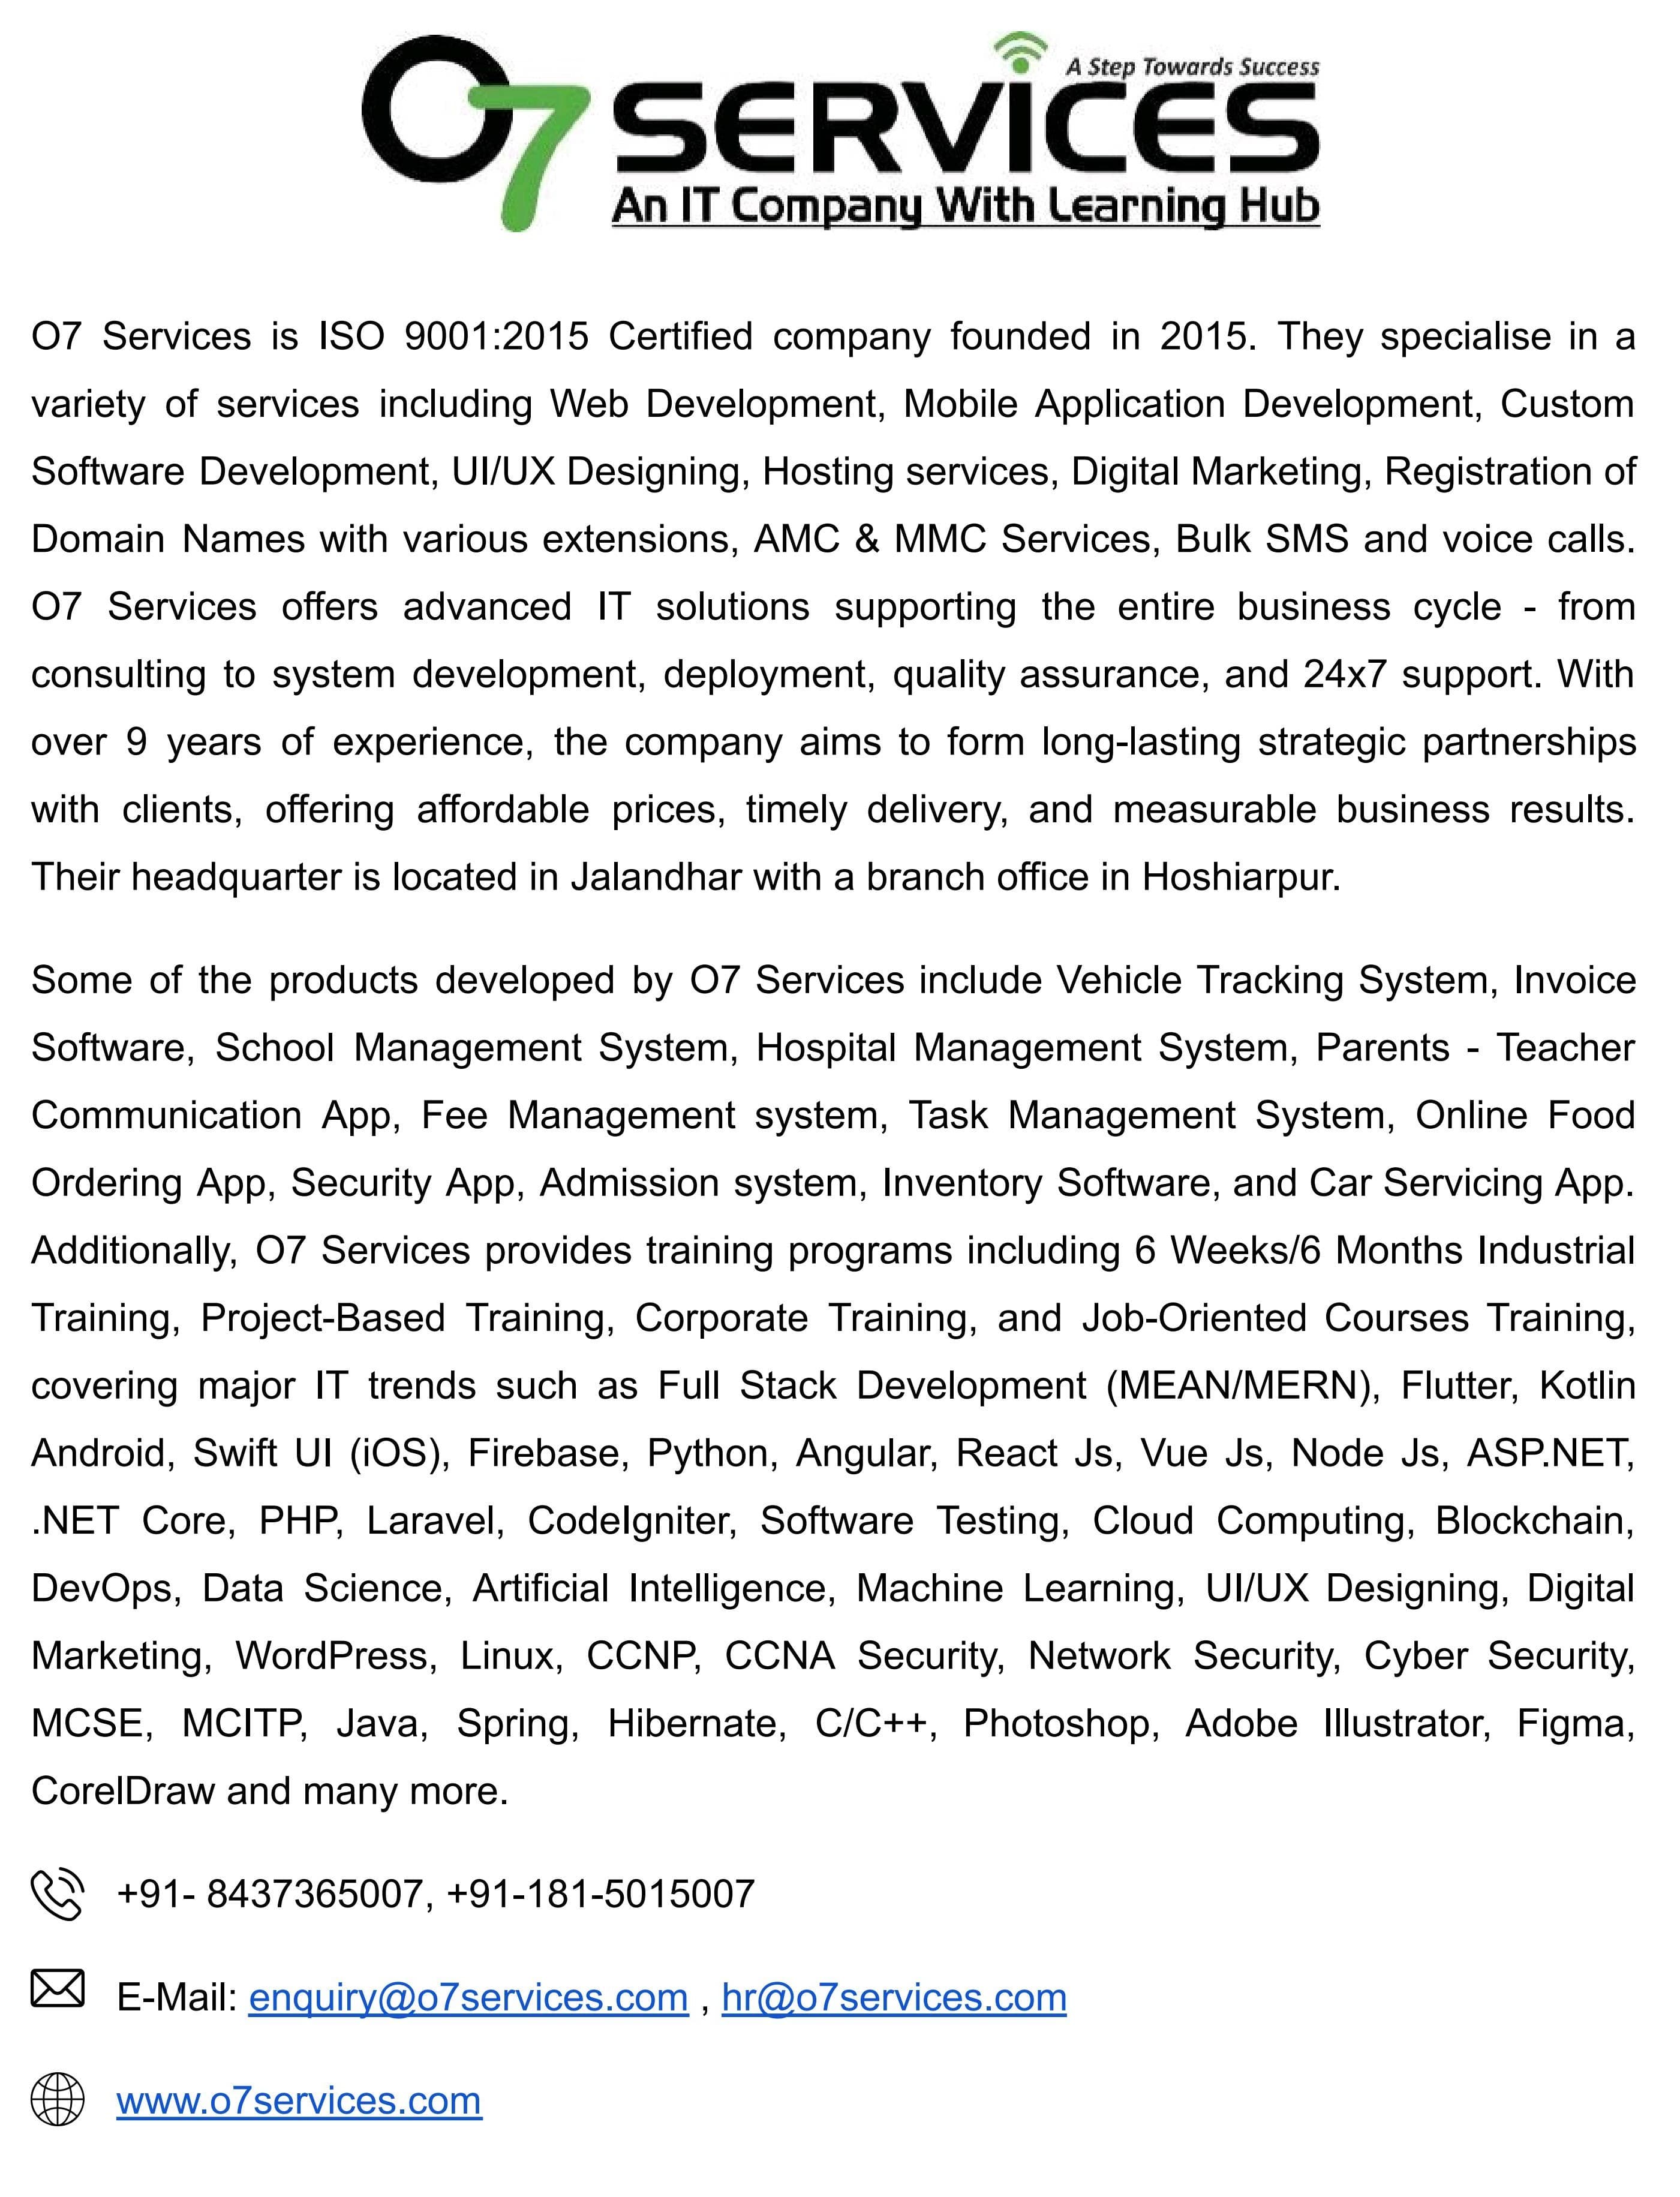 O7 SERVICES
A Step Towards Success
An IT Company With Learning Hub
O7 Services is ISO 9001:2015 Certified company founded in 2015. They specialise in a
variety of services including Web Development, Mobile Application Development, Custom
Software Development, UI/UX Designing, Hosting services, Digital Marketing, Registration of
Domain Names with various extensions, AMC & MMC Services, Bulk SMS and voice calls.
O7 Services offers advanced IT solutions supporting the entire business cycle - from
consulting to system development, deployment, quality assurance, and 24x7 support. With
over 9 years of experience, the company aims to form long-lasting strategic partnerships
with clients, offering affordable prices, timely delivery, and measurable business results.
Their headquarter is located in Jalandhar with a branch office in Hoshiarpur.
Some of the products developed by O7 Services include Vehicle Tracking System, Invoice
Software, School Management System, Hospital Management System, Parents - Teacher
Communication App, Fee Management system, Task Management System, Online Food
Ordering App, Security App, Admission system, Inventory Software, and Car Servicing App.
Additionally, O7 Services provides training programs including 6 Weeks/6 Months Industrial
Training, Project-Based Training, Corporate Training, and Job-Oriented Courses Training,
covering major IT trends such as Full Stack Development (MEAN/MERN), Flutter, Kotlin
Android, Swift UI (iOS), Firebase, Python, Angular, React Js, Vue Js, Node Js, ASP.NET,
.NET Core, PHP, Laravel, CodeIgniter, Software Testing, Cloud Computing, Blockchain,
DevOps, Data Science, Artificial Intelligence, Machine Learning, UI/UX Designing, Digital
Marketing, WordPress, Linux, CCNP, CCNA Security, Network Security, Cyber Security,
MCSE, MCITP, Java, Spring, Hibernate, C/C++, Photoshop, Adobe Illustrator, Figma,
CorelDraw and many more.
+91- 8437365007, +91-181-5015007
E-Mail: enquiry@o7services.com , hr@o7services.com
www.o7services.com